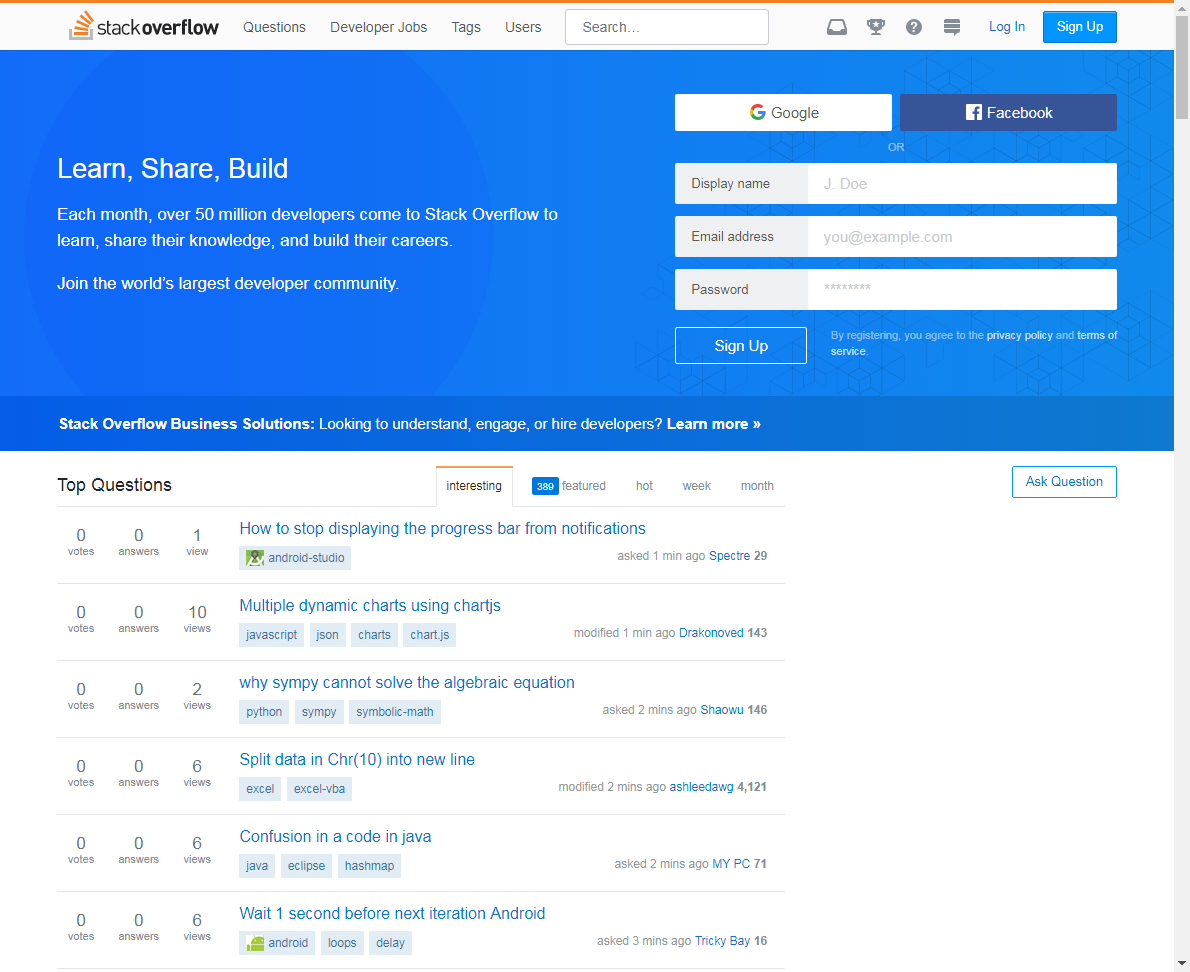 stackoverflow Questions Developer Jobs Tags Users Search... Log In Sign Up
Google Facebook
OR
Learn, Share, Build
Each month, over 50 million developers come to Stack Overflow to
learn, share their knowledge, and build their careers.
Join the world’s largest developer community.
Display name J. Doe
Email address you@example.com
Password ********
Sign Up
By registering, you agree to the privacy policy and terms of
service.
Stack Overflow Business Solutions: Looking to understand, engage, or hire developers? Learn more »
Top Questions interesting 389 featured hot week month Ask Question
0 votes 0 answers 1 view
How to stop displaying the progress bar from notifications
android-studio
asked 1 min ago Spectre 29
0 votes 0 answers 10 views
Multiple dynamic charts using chartjs
javascript json charts chart.js
modified 1 min ago Drakonoved 143
0 votes 0 answers 2 views
why sympy cannot solve the algebraic equation
python sympy symbolic-math
asked 2 mins ago Shaowu 146
0 votes 0 answers 6 views
Split data in Chr(10) into new line
excel excel-vba
modified 2 mins ago ashleedawg 4,121
0 votes 0 answers 6 views
Confusion in a code in java
java eclipse hashmap
asked 2 mins ago MY PC 71
0 votes 0 answers 6 views
Wait 1 second before next iteration Android
android loops delay
asked 3 mins ago Tricky Bay 16